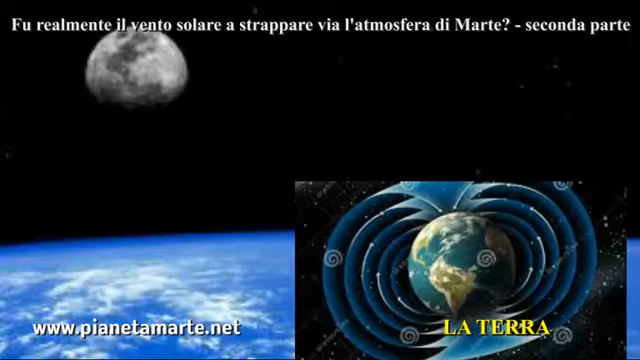 Fu realmente il vento solare a strappare via l'atmosfera di Marte? - seconda parte
www.pianetamarte.net
LA TERRA